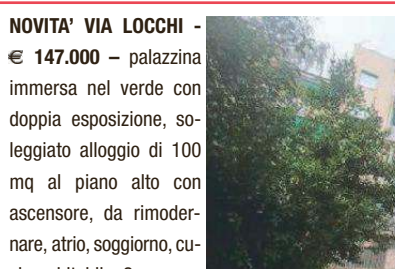 NOVITA' VIA LOCCHI -
€ 147.000 – palazzina
immersa nel verde con
doppia esposizione, so-
leggiato alloggio di 100
mq al piano alto con
ascensore, da rimoder-
nare, atrio, soggiorno, cu-